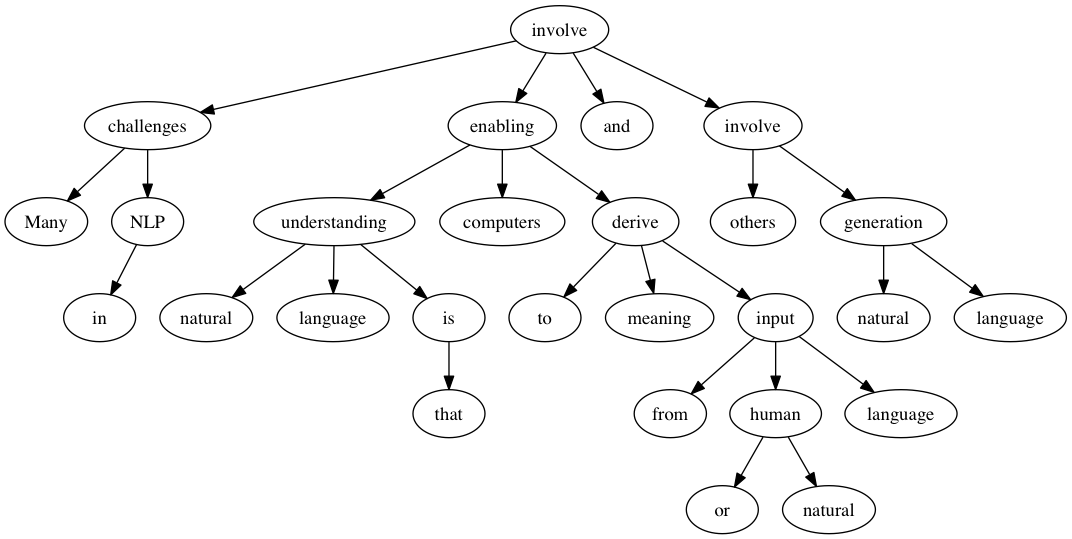 involve
challenges enabling and involve
Many NLP understanding computers derive others generation
in natural language is to meaning input natural language
that from human language
or natural